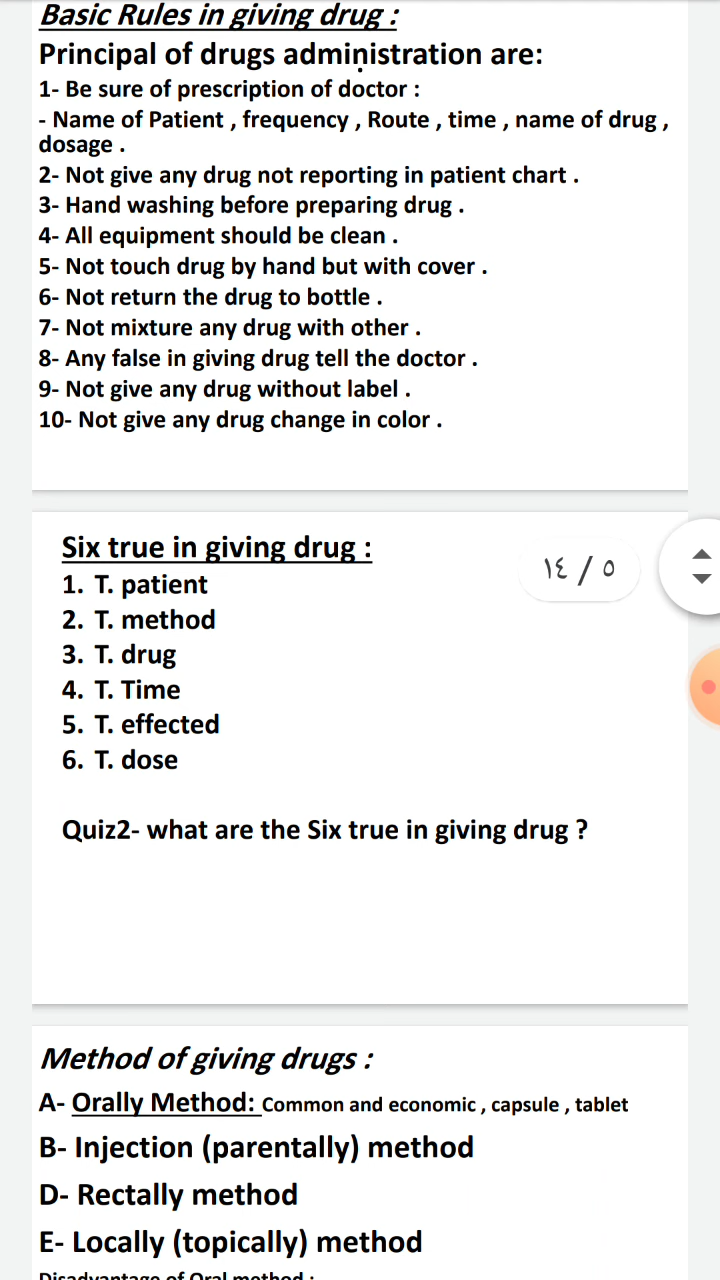 Basic Rules in giving drug :
Principal of drugs administration are:
1- Be sure of prescription of doctor :
- Name of Patient , frequency , Route , time , name of drug ,
dosage .
2- Not give any drug not reporting in patient chart .
3- Hand washing before preparing drug .
4- All equipment should be clean .
5- Not touch drug by hand but with cover .
6- Not return the drug to bottle .
7- Not mixture any drug with other .
8- Any false in giving drug tell the doctor .
9- Not give any drug without label .
10- Not give any drug change in color .
Six true in giving drug :
١٤ / ٥
1. T. patient
2. T. method
3. T. drug
4. T. Time
5. T. effected
6. T. dose
Quiz2- what are the Six true in giving drug ?
Method of giving drugs :
A- Orally Method: Common and economic , capsule , tablet
B- Injection (parentally) method
D- Rectally method
E- Locally (topically) method
Disadvantage of Oral method :